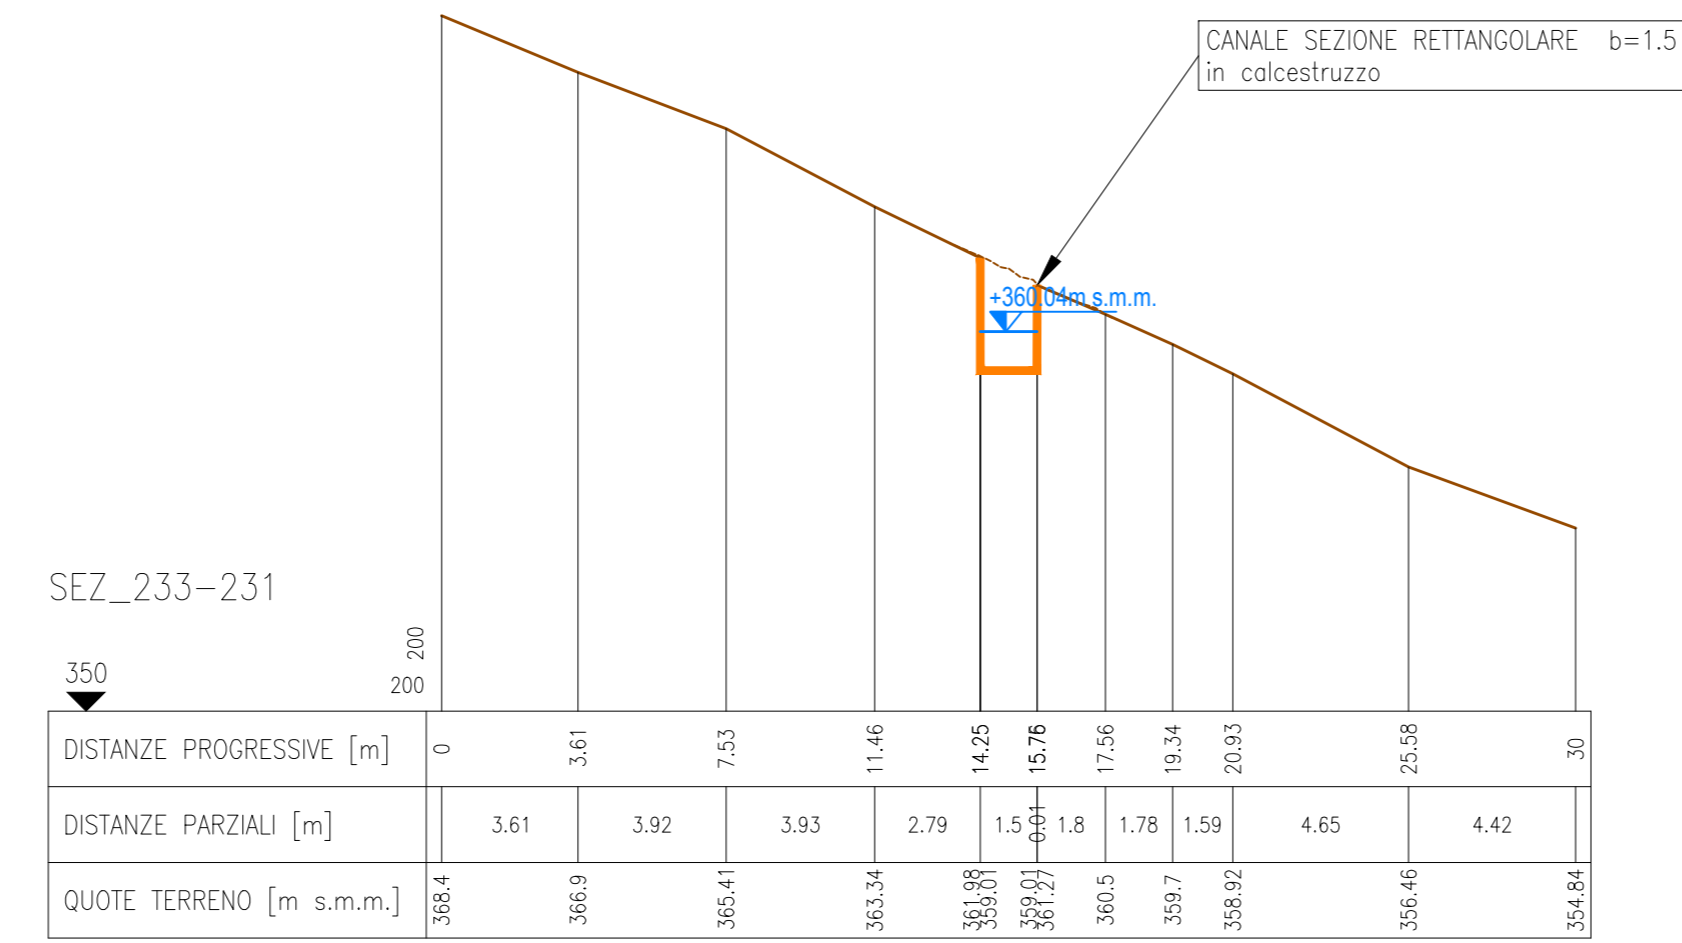 CANALE SEZIONE RETTANGOLARE b=1.5
in calcestruzzo
+360.04m s.m.m.
SEZ_233-231
200
350
200
DISTANZE PROGRESSIVE [m] 0 3.61 7.53 11.46 14.25 15.76 17.56 19.34 20.93 25.58 30
DISTANZE PARZIALI [m] 3.61 3.92 3.93 2.79 1.5 0.01 1.8 1.78 1.59 4.65 4.42
QUOTE TERRENO [m s.m.m.] 368.4 366.9 365.41 363.34 361.98 359.01 359.01 361.27 360.5 359.7 358.92 356.46 354.84